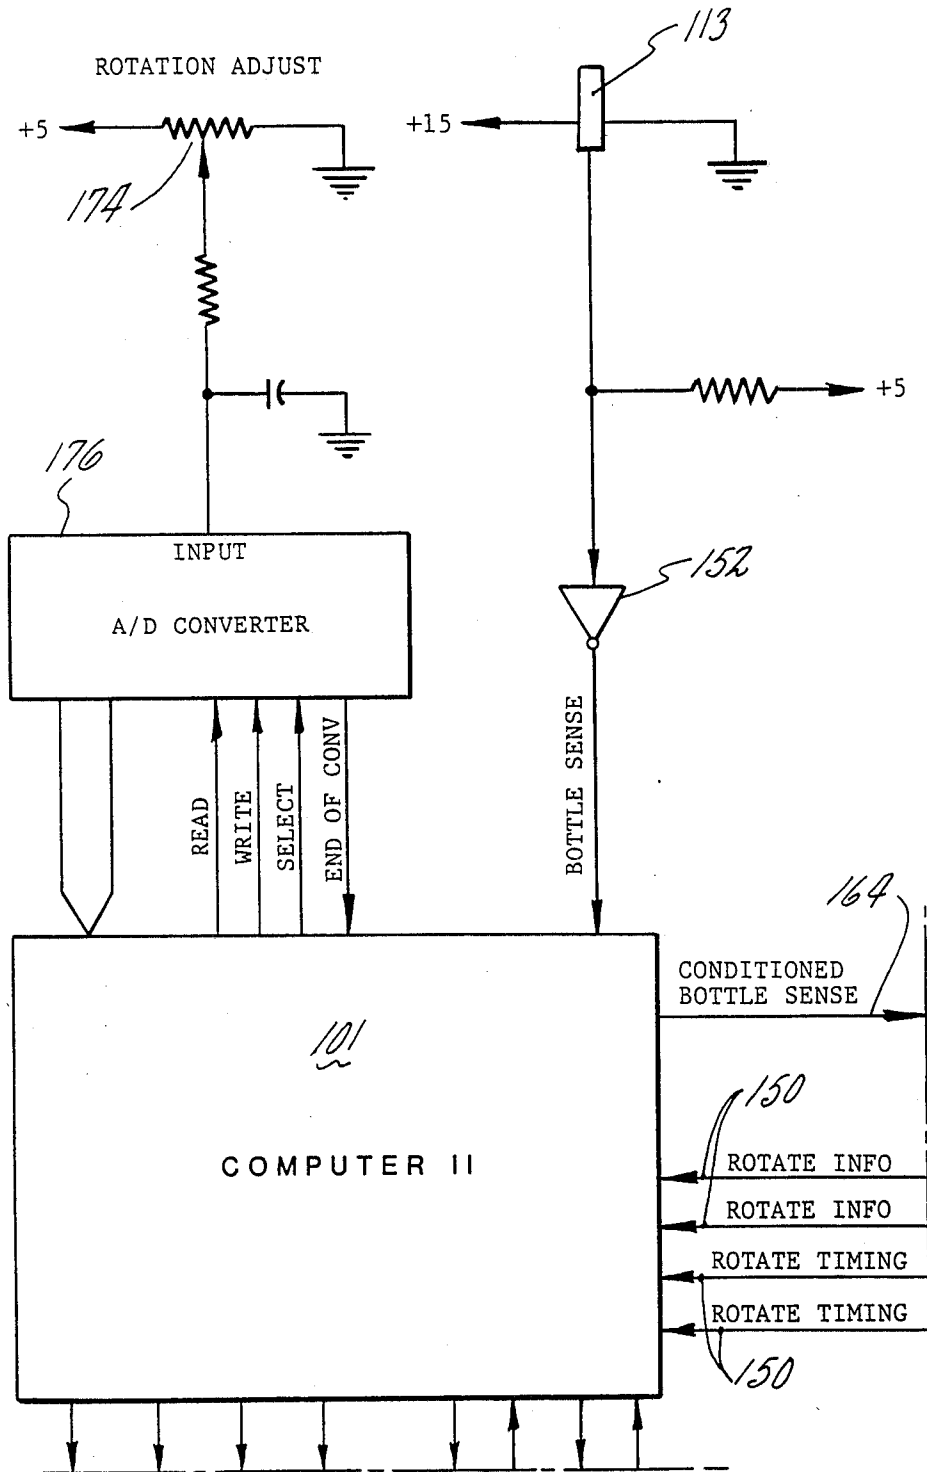 113
ROTATION ADJUST
+5
+15
174
+5
176
INPUT
A/D CONVERTER
152
READ
WRITE
SELECT
END OF CONV
BOTTLE SENSE
164
CONDITIONED
BOTTLE SENSE
101
150
COMPUTER II
ROTATE INFO
ROTATE INFO
ROTATE TIMING
ROTATE TIMING
150